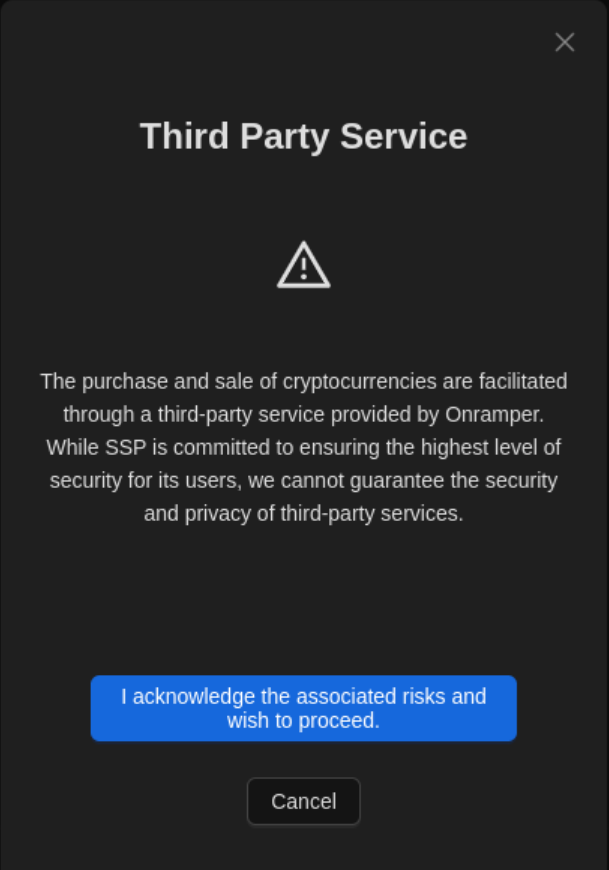 Third Party Service
The purchase and sale of cryptocurrencies are facilitated
through a third-party service provided by Onramper.
While SSP is committed to ensuring the highest level of
security for its users, we cannot guarantee the security
and privacy of third-party services.
I acknowledge the associated risks and
wish to proceed.
Cancel